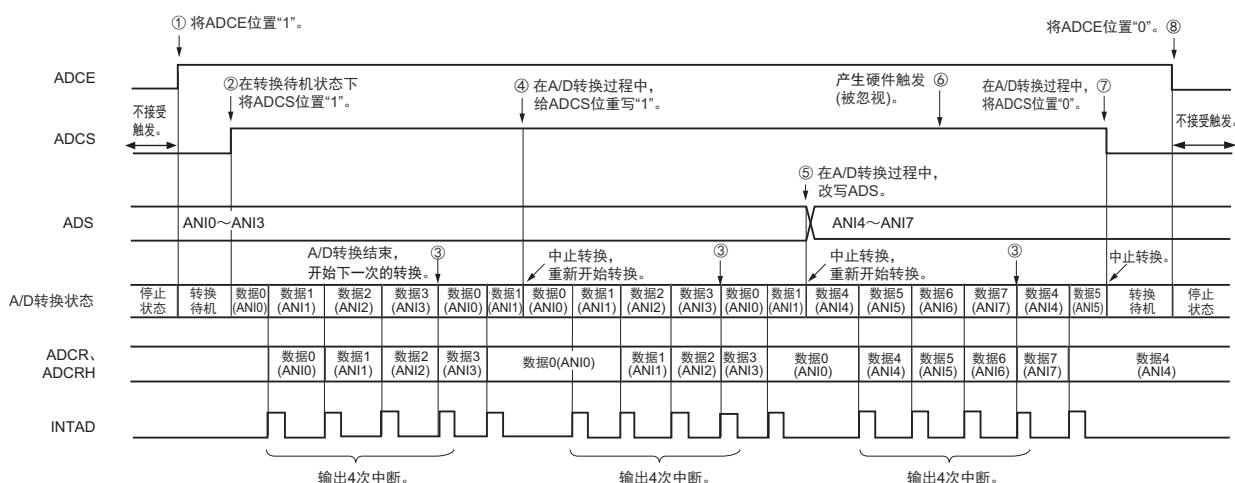 ① 将ADCE位置“1”。
将ADCE位置“0”。⑧
ADCE
②在转换待机状态下
将ADCS位置“1”。
④ 在A/D转换过程中，
给ADCS位重写“1”。
产生硬件触发 ⑥
(被忽视)。
在A/D转换过程中， ⑦
将ADCS位置“0”。
不接受
触发。
不接受触发。
ADCS
⑤ 在A/D转换过程中，
改写ADS。
ADS
ANI0～ANI3
ANI4～ANI7
A/D转换结束，
开始下一次的转换。
③
中止转换，
重新开始转换。
③
中止转换，
重新开始转换。
③
中止转换。
A/D转换状态
停止 转换 数据0 数据1 数据2 数据3 数据0 数据1 数据0 数据1 数据2 数据3 数据0 数据1 数据4 数据5 数据6 数据7 数据4 数据5 转换 停止
状态 待机 (ANI0) (ANI1) (ANI2) (ANI3) (ANI0) (ANI1) (ANI0) (ANI1) (ANI2) (ANI3) (ANI0) (ANI1) (ANI4) (ANI5) (ANI6) (ANI7) (ANI4) (ANI5) 待机 状态
ADCR、
ADCRH
数据0 数据1 数据2 数据3 数据0(ANI0) 数据1 数据2 数据3 数据0 数据4 数据5 数据6 数据7 数据4
(ANI0) (ANI1) (ANI2) (ANI3) (ANI1) (ANI2) (ANI3) (ANI0) (ANI4) (ANI5) (ANI6) (ANI7) (ANI4)
INTAD
输出4次中断。 输出4次中断。 输出4次中断。